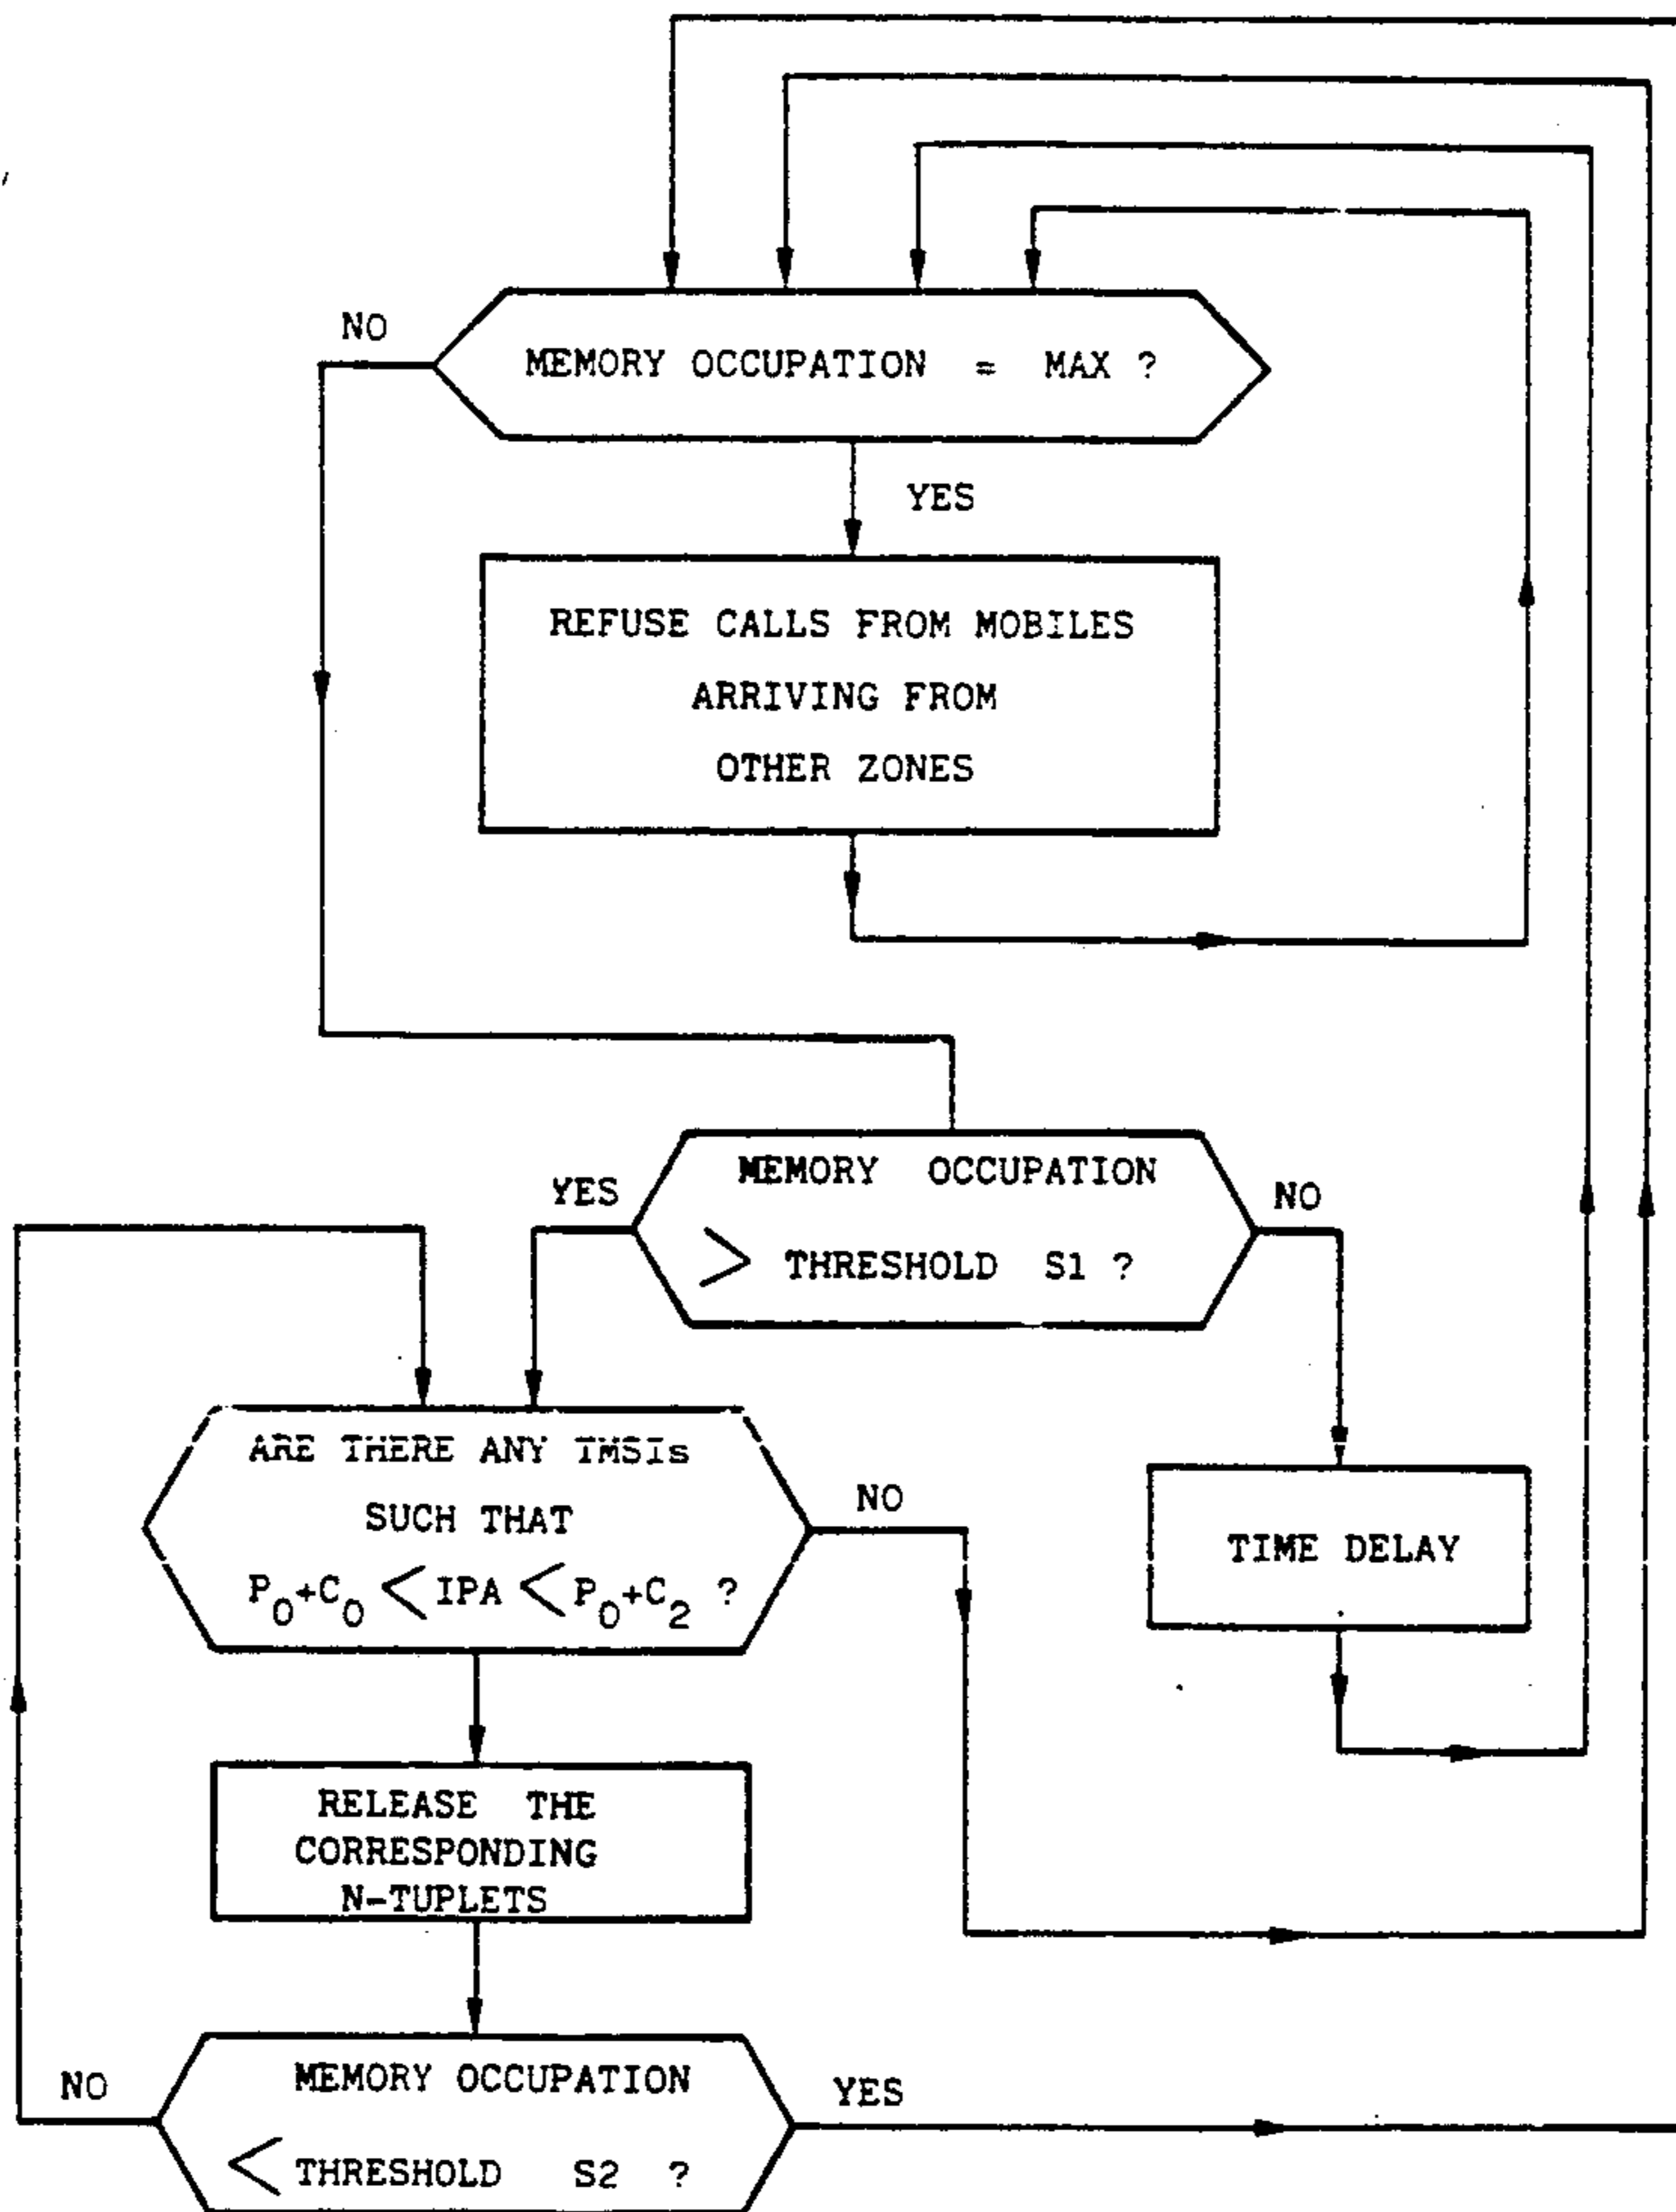 NO
MEMORY OCCUPATION = MAX ?
YES
REFUSE CALLS FROM MOBILES
ARRIVING FROM
OTHER ZONES
MEMORY OCCUPATION
> THRESHOLD S1 ?
YES
NO
ARE THERE ANY TMSIs
SUCH THAT
P0+C0 < IPA < P0+C2 ?
NO
TIME DELAY
RELEASE THE
CORRESPONDING
N-TUPLETS
MEMORY OCCUPATION
< THRESHOLD S2 ?
NO
YES